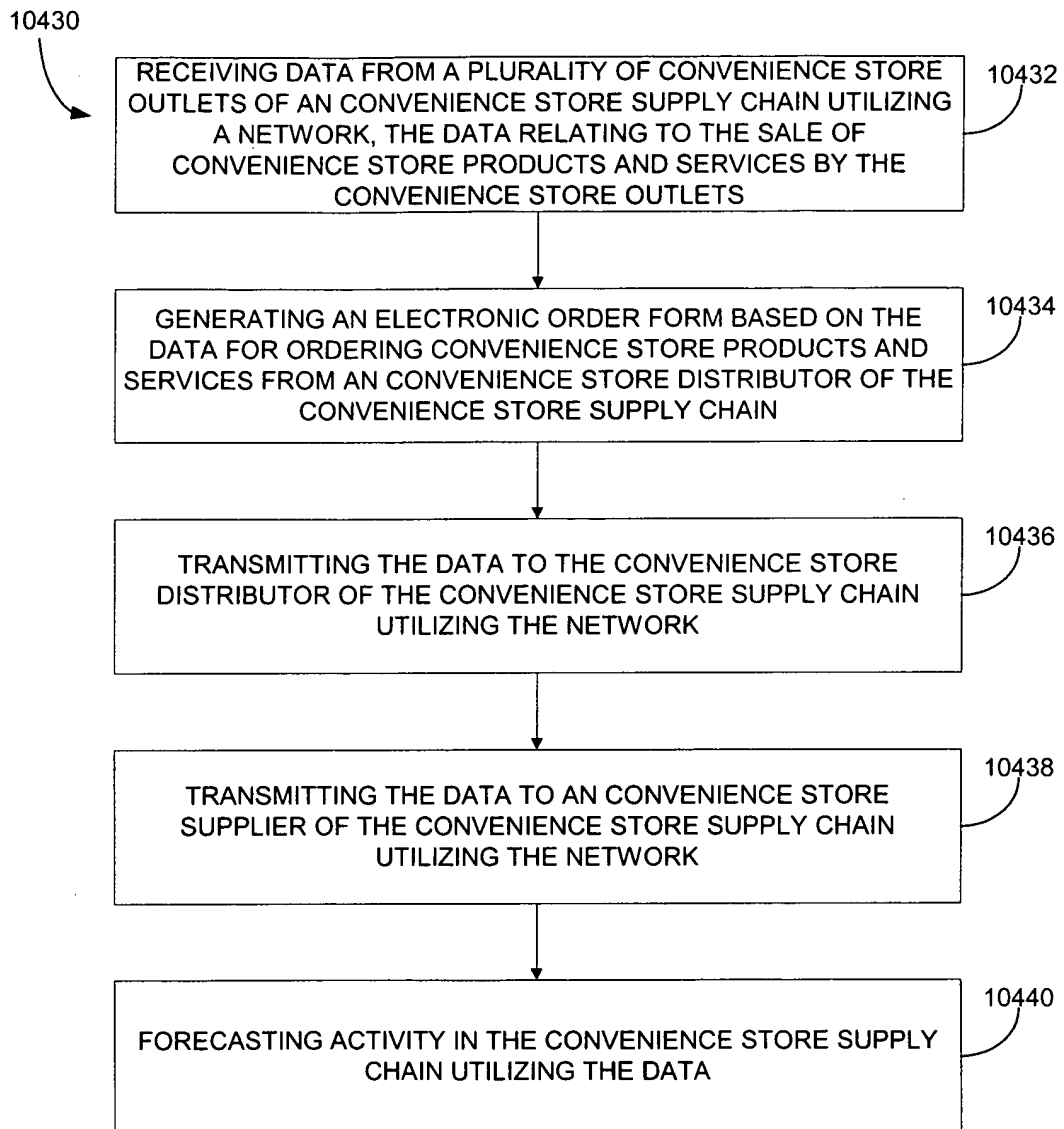 10430
RECEIVING DATA FROM A PLURALITY OF CONVENIENCE STORE
OUTLETS OF AN CONVENIENCE STORE SUPPLY CHAIN UTILIZING
A NETWORK, THE DATA RELATING TO THE SALE OF
CONVENIENCE STORE PRODUCTS AND SERVICES BY THE
CONVENIENCE STORE OUTLETS
10432
GENERATING AN ELECTRONIC ORDER FORM BASED ON THE
DATA FOR ORDERING CONVENIENCE STORE PRODUCTS AND
SERVICES FROM AN CONVENIENCE STORE DISTRIBUTOR OF THE
CONVENIENCE STORE SUPPLY CHAIN
10434
TRANSMITTING THE DATA TO THE CONVENIENCE STORE
DISTRIBUTOR OF THE CONVENIENCE STORE SUPPLY CHAIN
UTILIZING THE NETWORK
10436
TRANSMITTING THE DATA TO AN CONVENIENCE STORE
SUPPLIER OF THE CONVENIENCE STORE SUPPLY CHAIN
UTILIZING THE NETWORK
10438
FORECASTING ACTIVITY IN THE CONVENIENCE STORE SUPPLY
CHAIN UTILIZING THE DATA
10440